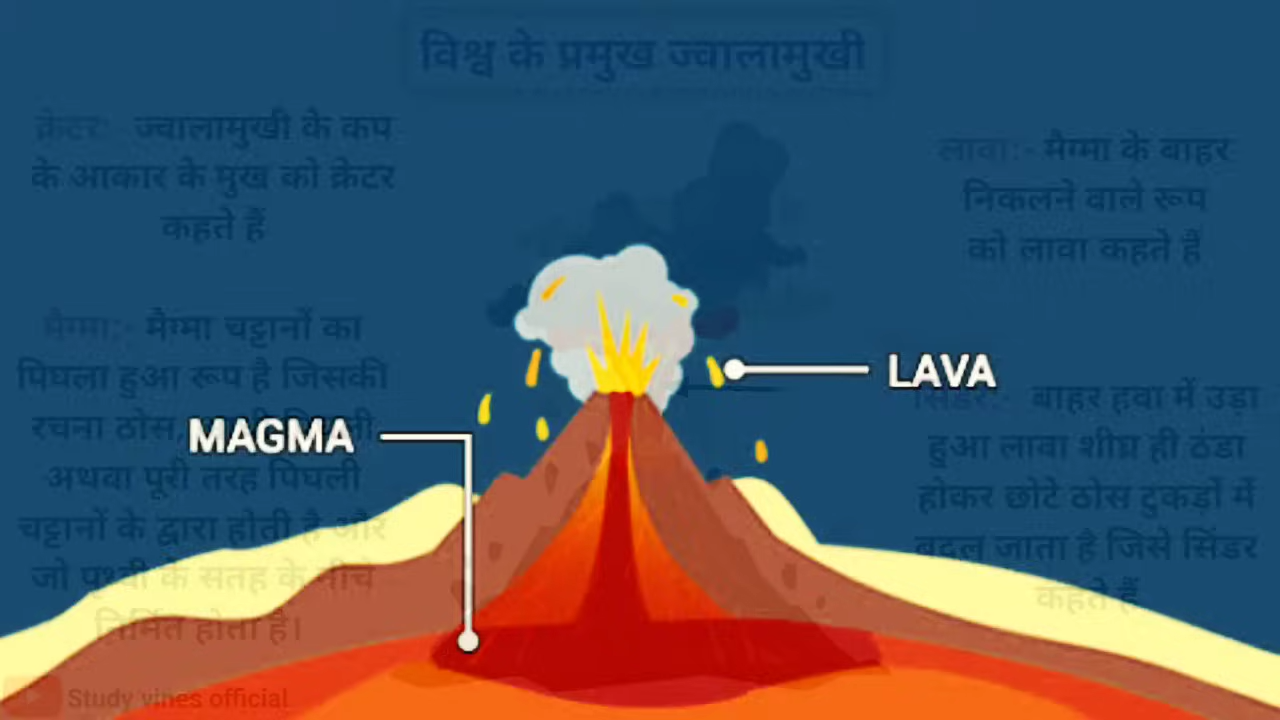 विश्व के प्रमुख ज्वालामुखी
क्रेटर:- ज्वालामुखी के कप
के आकार के मुख को क्रेटर
कहते हैं
लावा:- मैग्मा के बाहर
निकलने वाले रूप
को लावा कहते हैं
मैग्मा:- मैग्मा चट्टानों का
पिघला हुआ रूप है जिसकी
रचना ठोस,
अथवा पूरी तरह पिघली
चट्टानों के द्वारा होती है और
जो पृथ्वी के सतह के नीचे
निर्मित होता है।
LAVA
MAGMA
सिंडर:- बाहर हवा में उड़ा
हुआ लावा शीघ्र ही ठंडा
होकर छोटे ठोस टुकड़ों में
बदल जाता है जिसे सिंडर
कहते हैं
Study vines official